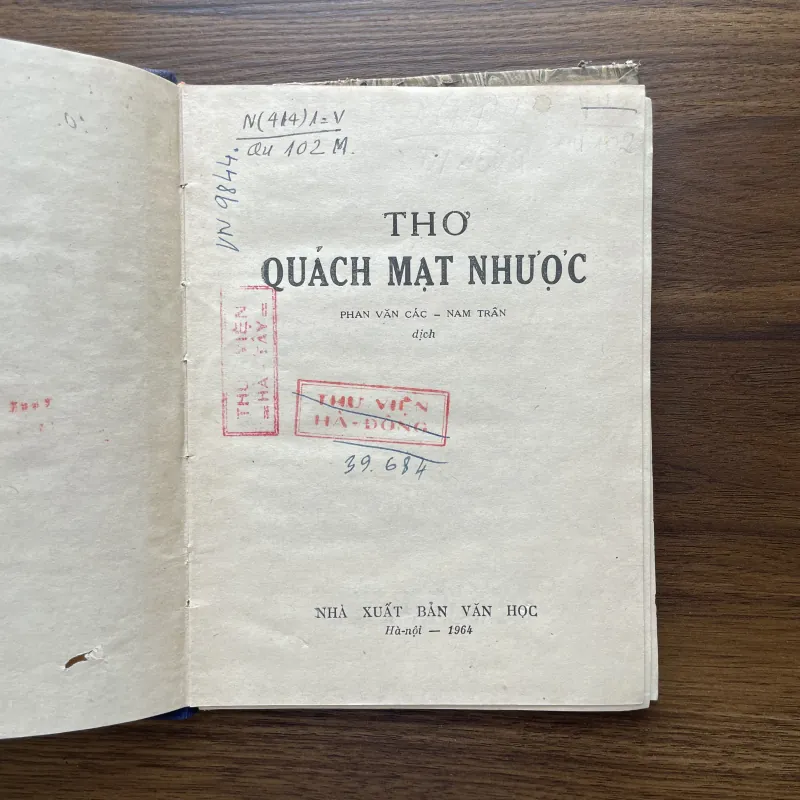 N(414)1=V
Qu 102 M.
VN 9844.
THƠ
QUÁCH MẠT NHƯỢC
PHAN VĂN CÁC – NAM TRÂN
dịch
THƯ VIỆN
HÀ TÂY
THƯ VIỆN
HÀ-ĐÔNG
39.684
NHÀ XUẤT BẢN VĂN HỌC
Hà-nội — 1964